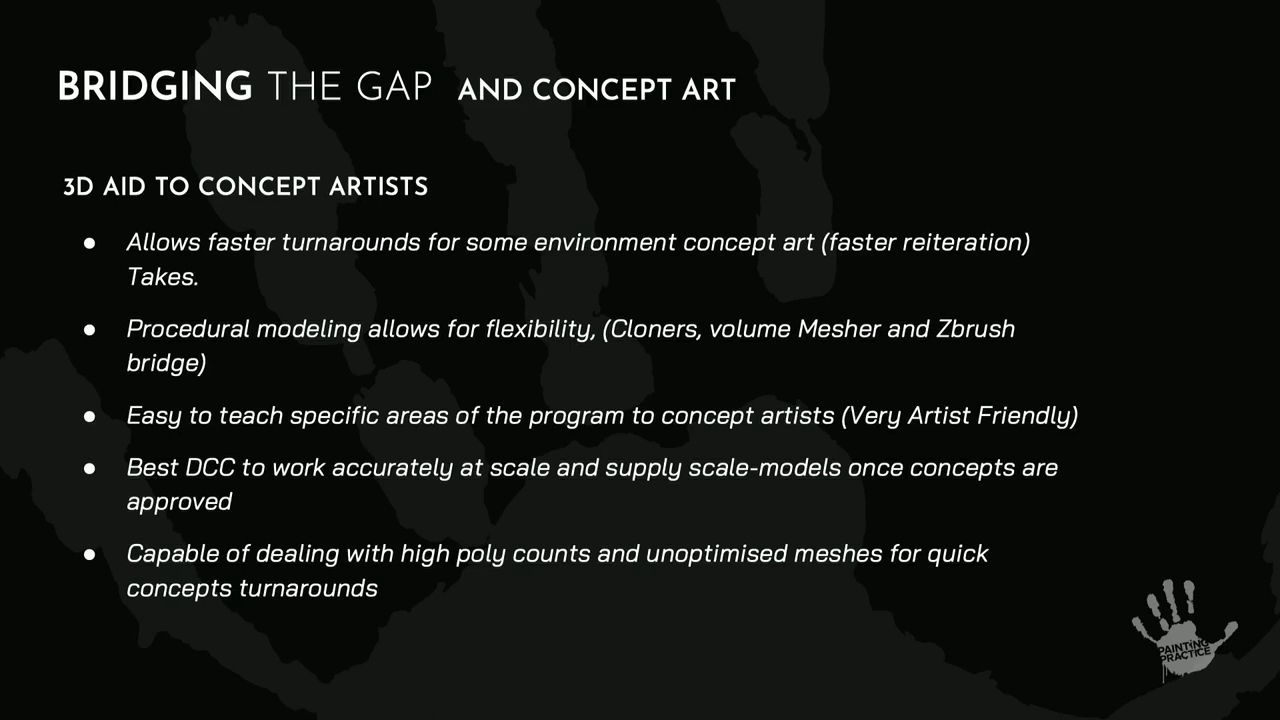 BRIDGING THE GAP AND CONCEPT ART
3D AID TO CONCEPT ARTISTS
● Allows faster turnarounds for some environment concept art (faster reiteration)
Takes.
● Procedural modeling allows for flexibility, (Cloners, volume Mesher and Zbrush
bridge)
● Easy to teach specific areas of the program to concept artists (Very Artist Friendly)
● Best DCC to work accurately at scale and supply scale-models once concepts are
approved
● Capable of dealing with high poly counts and unoptimised meshes for quick
concepts turnarounds
PAINTING
PRACTICE